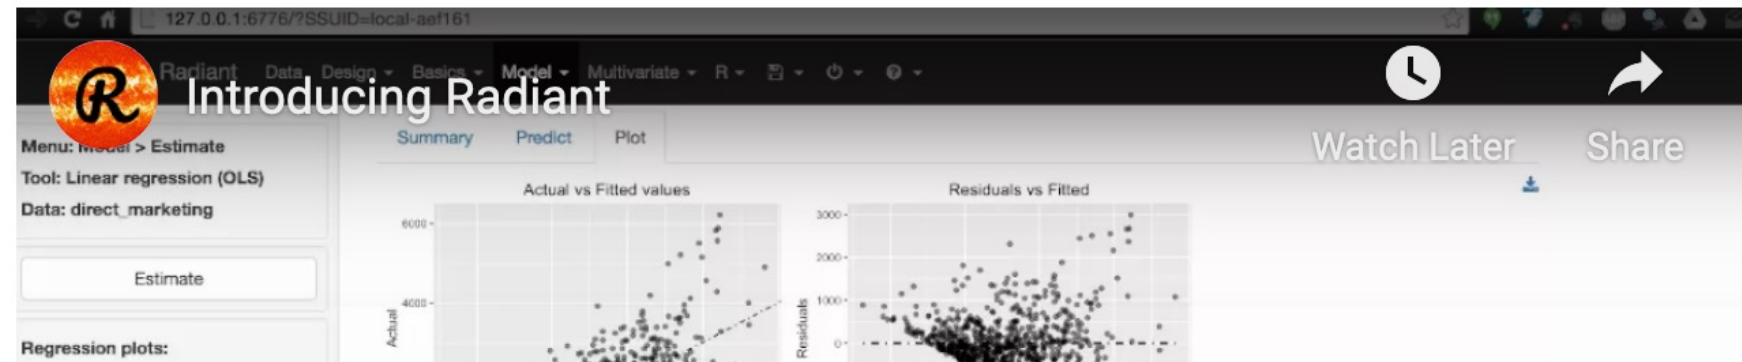 127.0.0.1:6776/?SSUID=local-aef161
Radiant Data Design Basics Model Multivariate R
R Introducing Radiant
Watch Later Share
Menu: Model > Estimate
Tool: Linear regression (OLS)
Data: direct_marketing
Estimate
Regression plots:
Summary Predict Plot
Actual vs Fitted values
6000
4000
Actual
Residuals vs Fitted
3000
2000
1000
0
Residuals